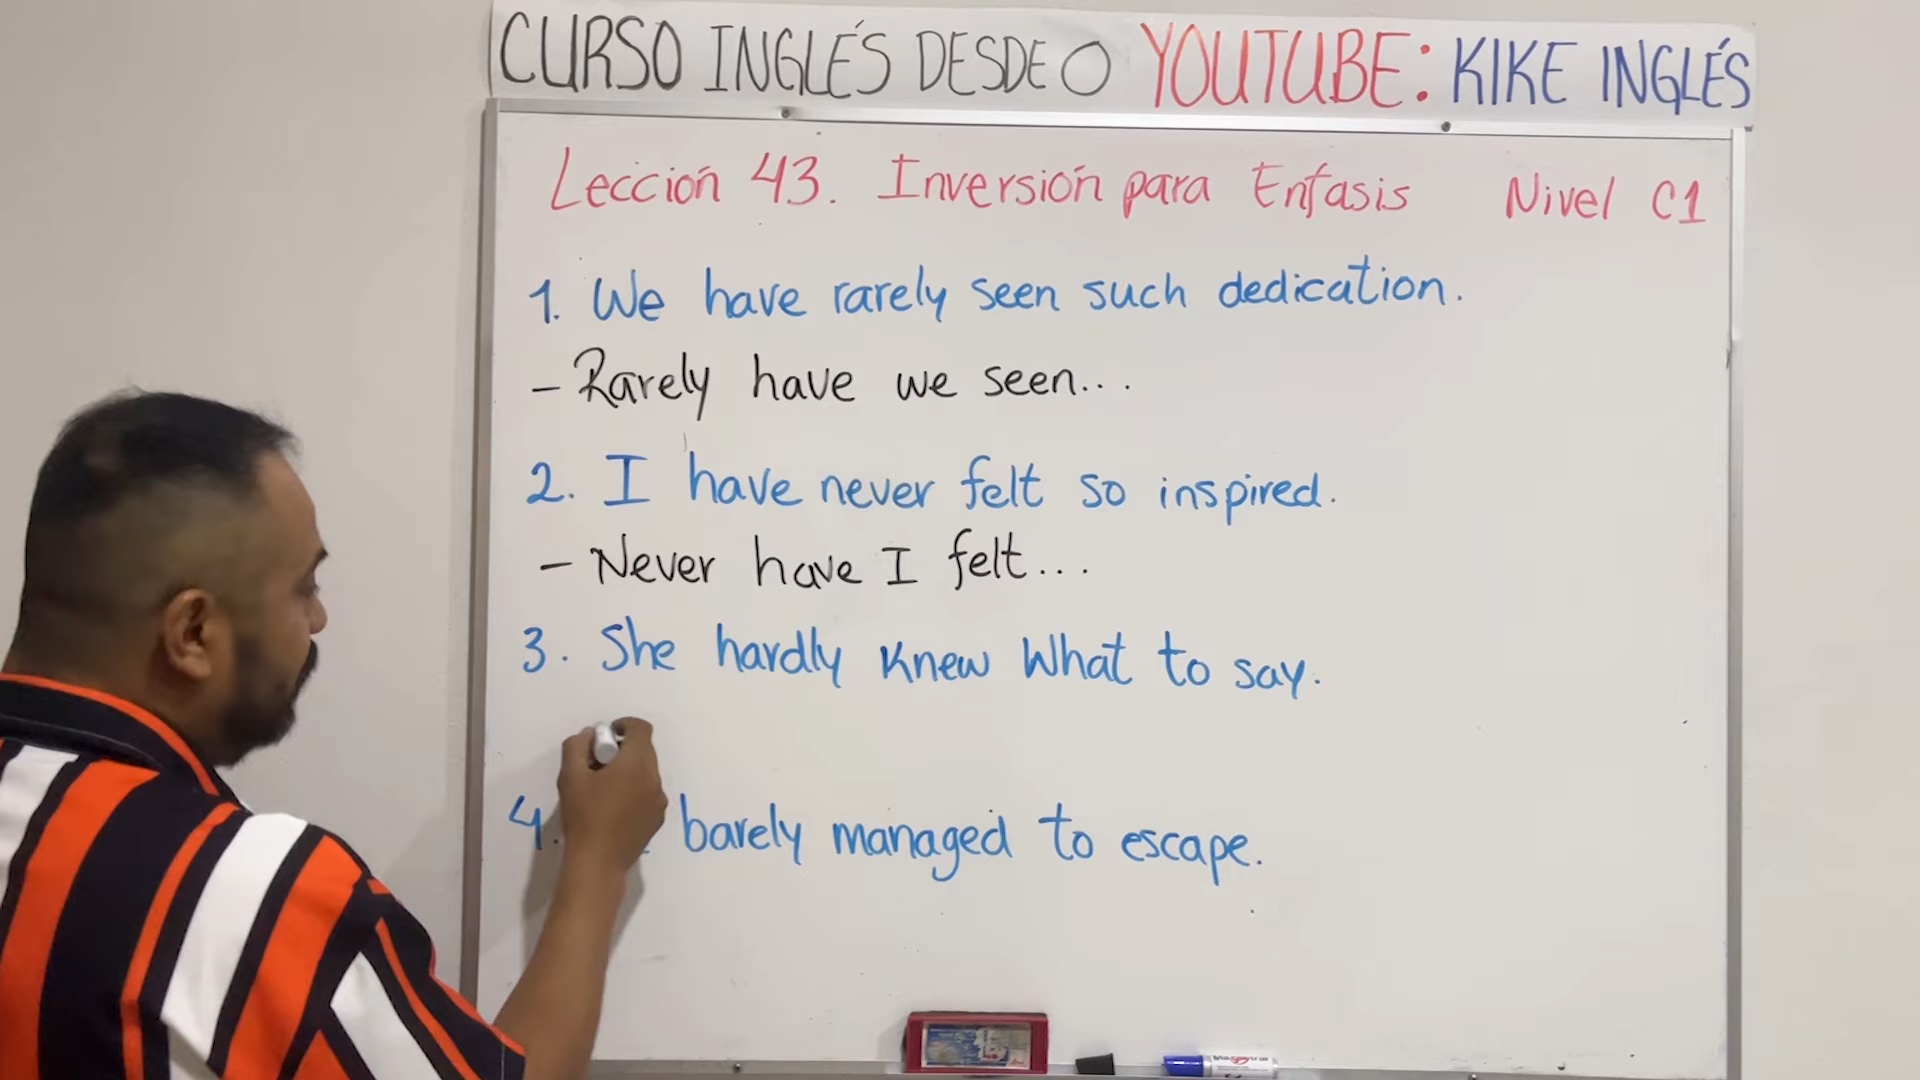 CURSO INGLÉS DESDE 0 YOUTUBE: KIKE INGLÉS
Lección 43. Inversión para Enfasis Nivel C1
1. We have rarely seen such dedication.
- Rarely have we seen...
2. I have never felt so inspired.
- Never have I felt...
3. She hardly knew What to say.
4. barely managed to escape.